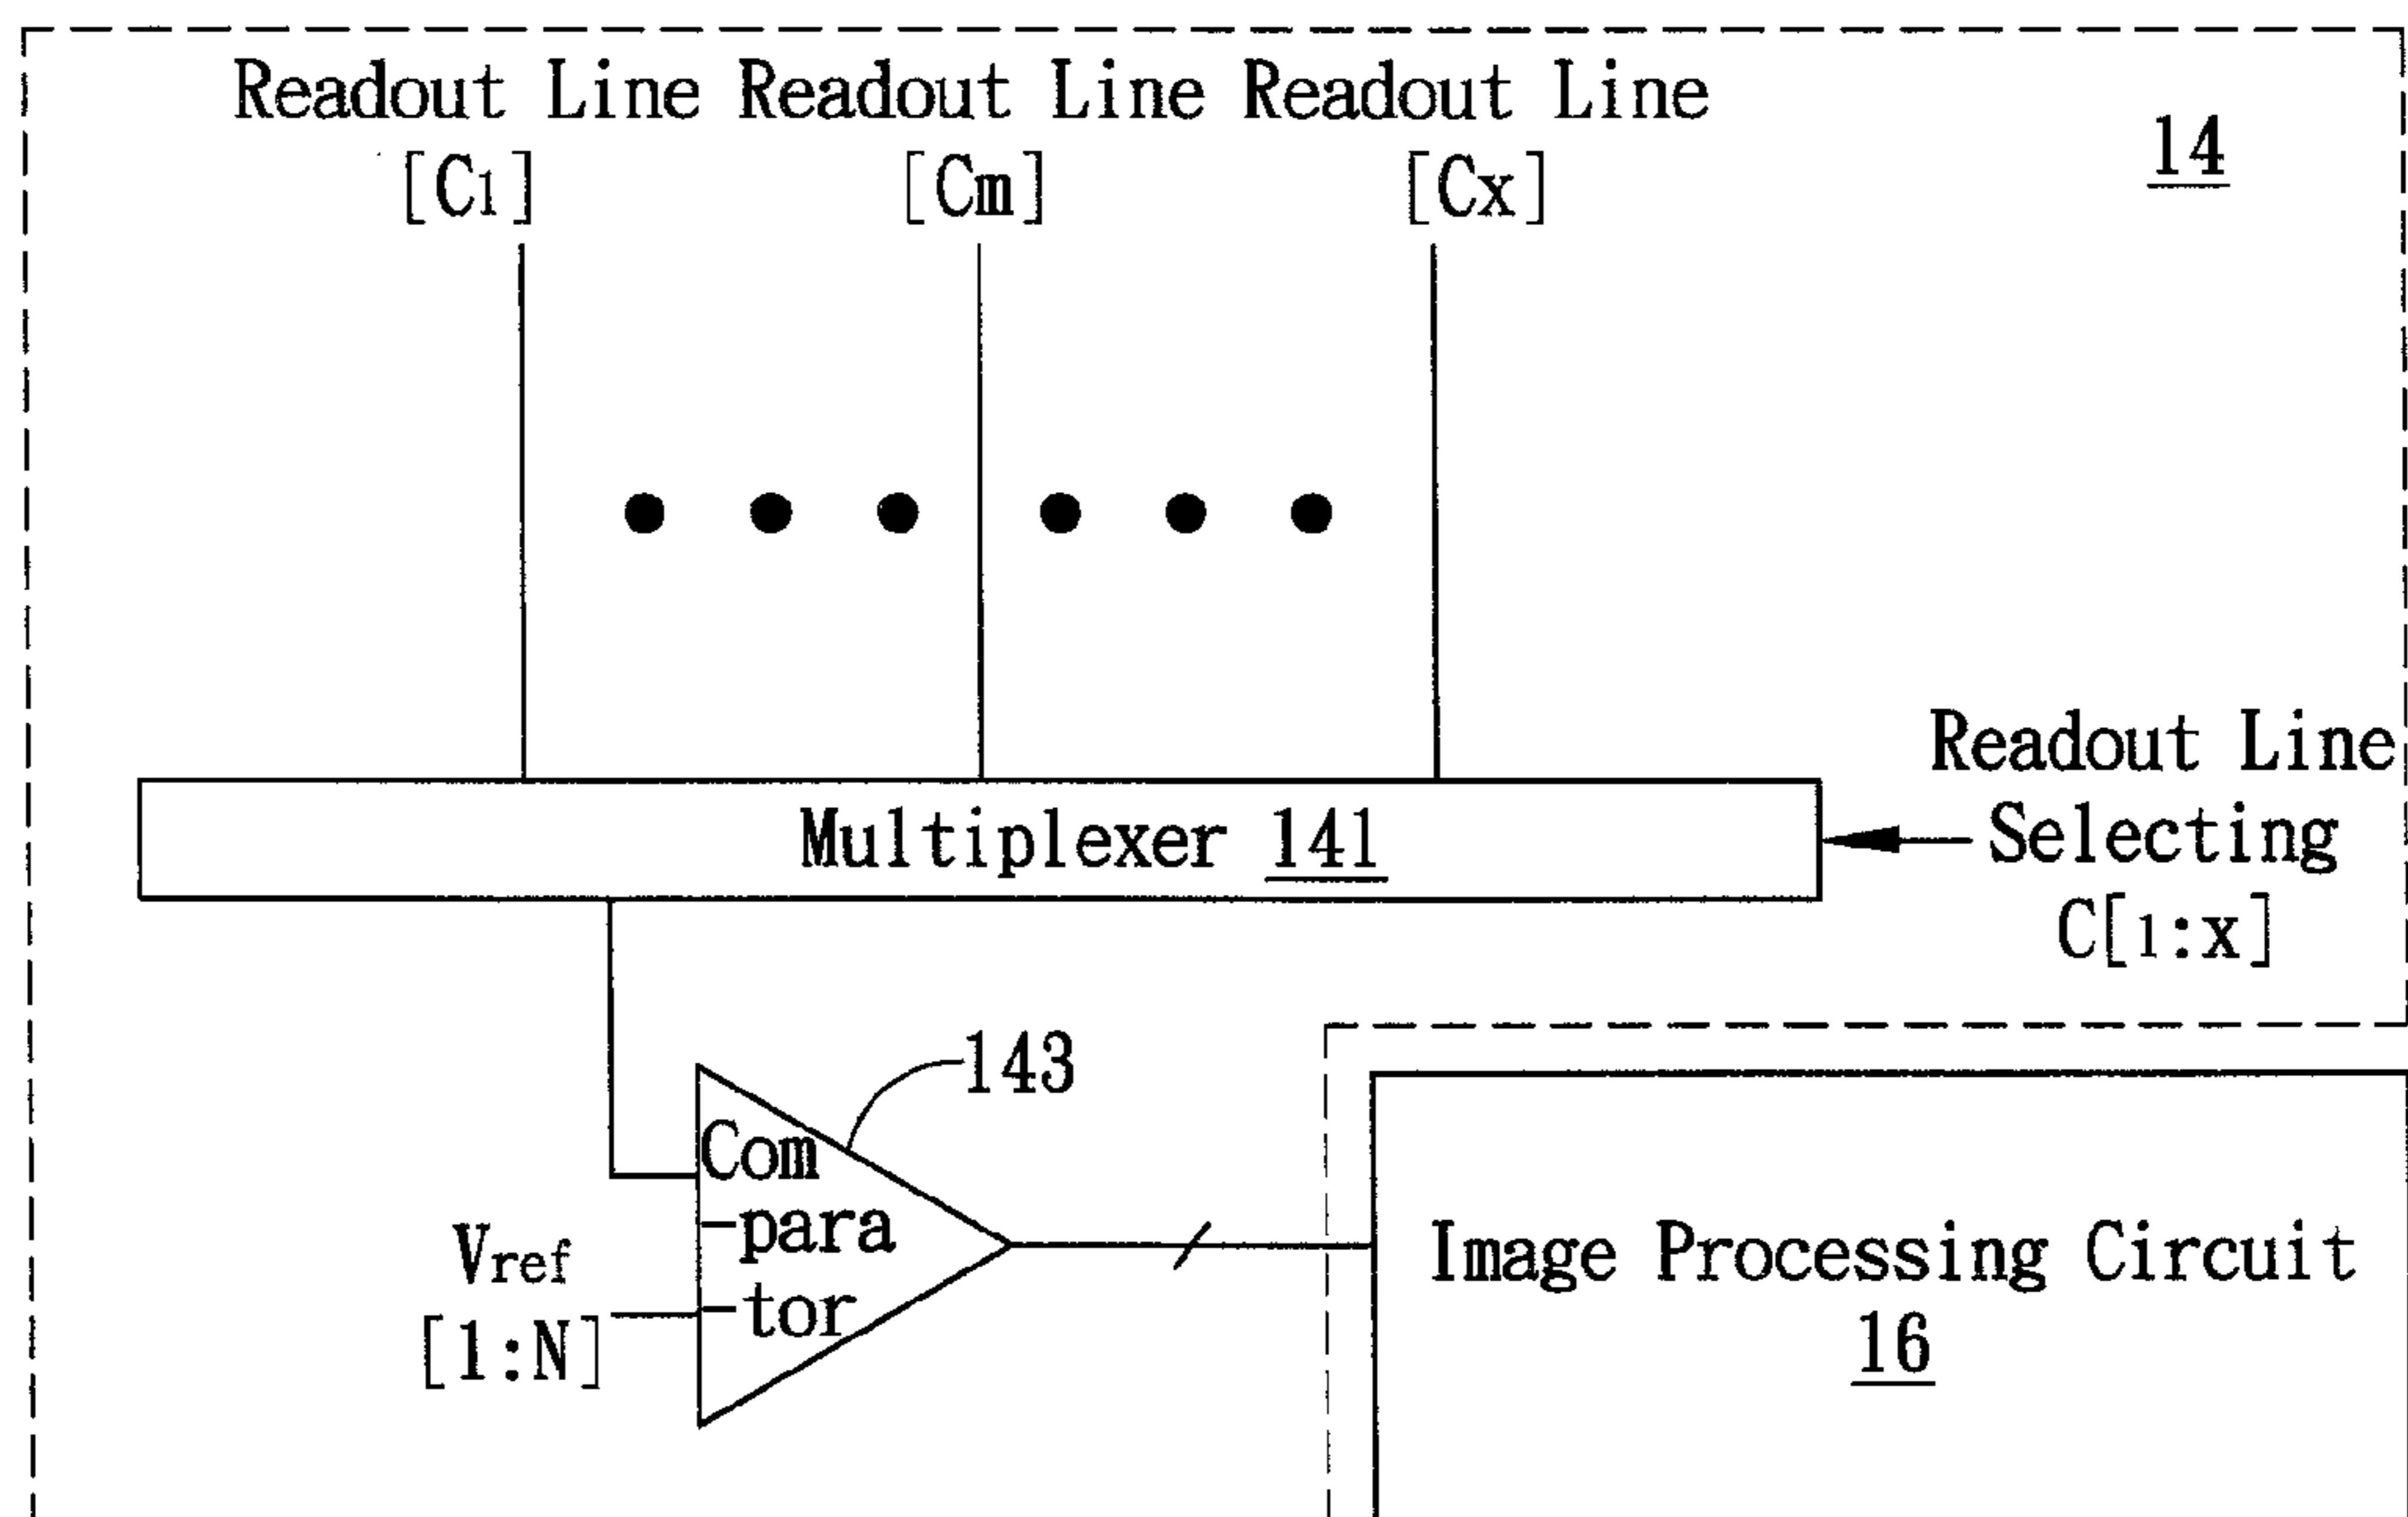 Readout Line Readout Line Readout Line
[C1] [Cm] [Cx]
14
Readout Line
Selecting
C[1:x]
Multiplexer 141
143
Com
-para
-tor
Vref
[1:N]
Image Processing Circuit
16